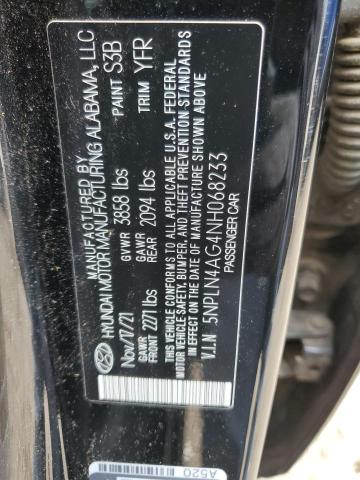 MANUFACTURED BY
HYUNDAI MOTOR MANUFACTURING ALABAMA, LLC
Nov/17/21 GVWR 3858 lbs PAINT S3B
GAWR FRONT 2271 lbs GAWR REAR 2094 lbs TRIM YFR
THIS VEHICLE CONFORMS TO ALL APPLICABLE U.S.A. FEDERAL
MOTOR VEHICLE SAFETY, BUMPER, AND THEFT PREVENTION STANDARDS
IN EFFECT ON THE DATE OF MANUFACTURE SHOWN ABOVE
V.I.N 5NPLN4AG4NH068233
PASSENGER CAR
A520